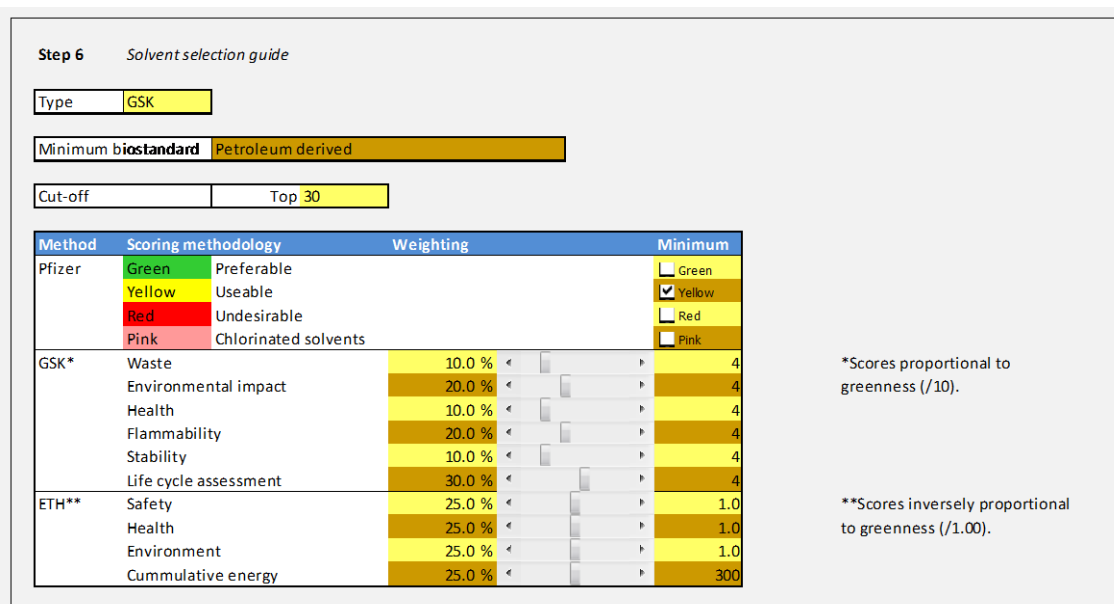 Step 6 Solvent selection guide
Type GSK
Minimum biostandard Petroleum derived
Cut-off Top 30
Method Scoring methodology Weighting Minimum
Pfizer Green Preferable Green
Yellow Useable Yellow
Red Undesirable Red
Pink Chlorinated solvents Pink
GSK* Waste 10.0 % 4 *Scores proportional to
Environmental impact 20.0 % 4 greenness (/10).
Health 10.0 % 4
Flammability 20.0 % 4
Stability 10.0 % 4
Life cycle assessment 30.0 % 4
ETH** Safety 25.0 % 1.0 **Scores inversely proportional
Health 25.0 % 1.0 to greenness (/1.00).
Environment 25.0 % 1.0
Cummulative energy 25.0 % 300